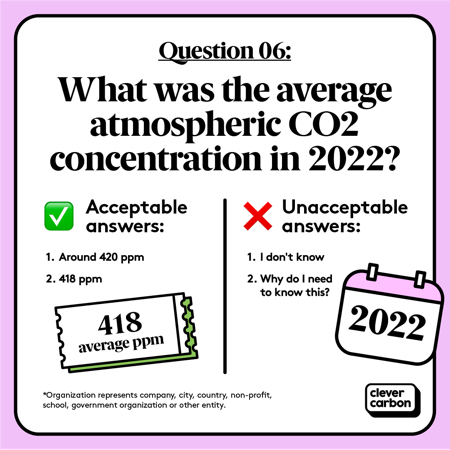 Question 06:
What was the average
atmospheric CO2
concentration in 2022?
Acceptable
answers:
1. Around 420 ppm
2. 418 ppm
418
average ppm
Unacceptable
answers:
1. I don't know
2. Why do I need
to know this?
2022
*Organization represents company, city, country, non-profit,
school, government organization or other entity.
clever
carbon